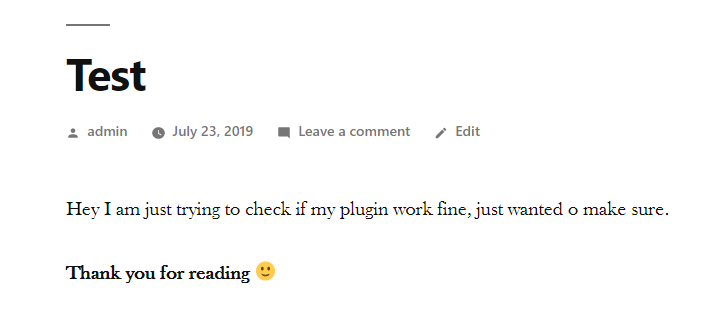 Test
admin July 23, 2019 Leave a comment Edit
Hey I am just trying to check if my plugin work fine, just wanted o make sure.
Thank you for reading 🙂